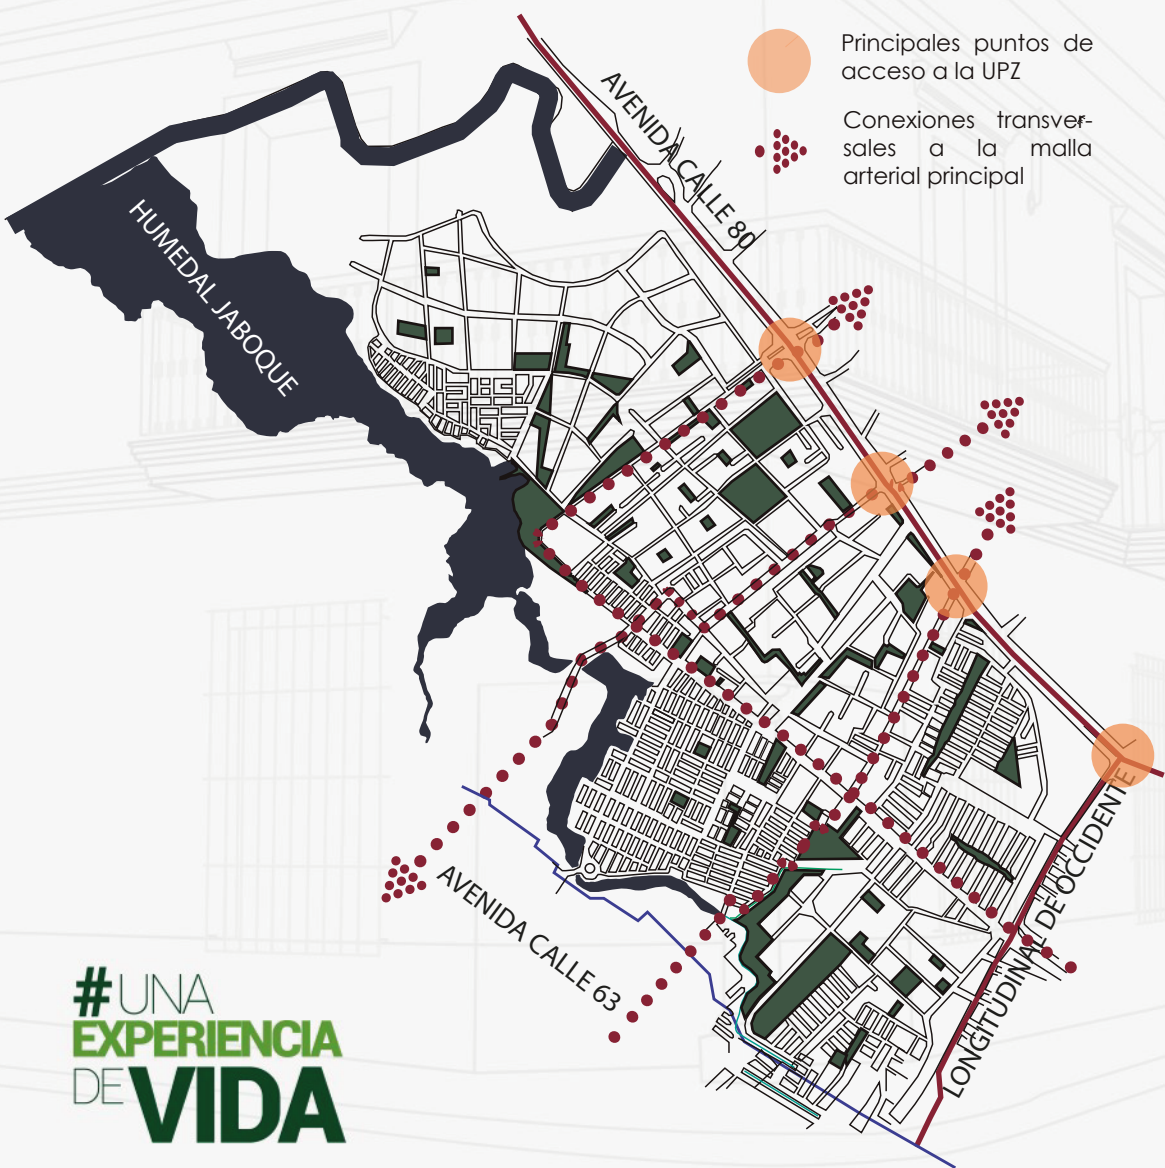 Principales puntos de
acceso a la UPZ
Conexiones transver-
sales a la malla
arterial principal
AVENIDA CALLE 80
HUMEDAL JABOQUE
AVENIDA CALLE 63
LONGITUDINAL DE OCCIDENTE
#UNA
EXPERIENCIA
DE VIDA